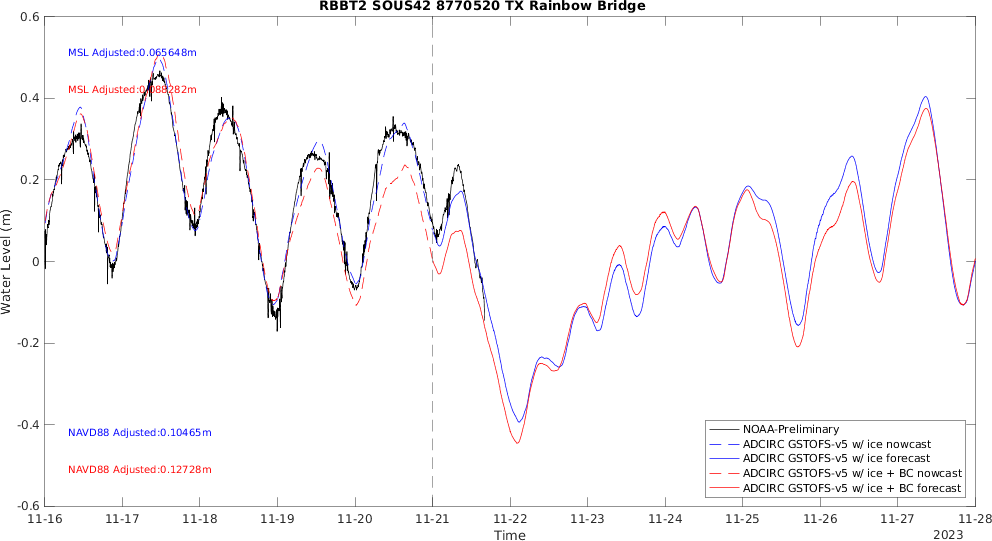 RBBT2 SOUS42 8770520 TX Rainbow Bridge
0.6
0.4
0.2
0
-0.2
-0.4
-0.6
Water Level (m)
MSL Adjusted:0.065648m
MSL Adjusted:0.088282m
NAVD88 Adjusted:0.10465m
NAVD88 Adjusted:0.12728m
NOAA-Preliminary
ADCIRC GSTOFS-v5 w/ ice nowcast
ADCIRC GSTOFS-v5 w/ ice forecast
ADCIRC GSTOFS-v5 w/ ice + BC nowcast
ADCIRC GSTOFS-v5 w/ ice + BC forecast
11-16 11-17 11-18 11-19 11-20 11-21 11-22 11-23 11-24 11-25 11-26 11-27 11-28
Time
2023